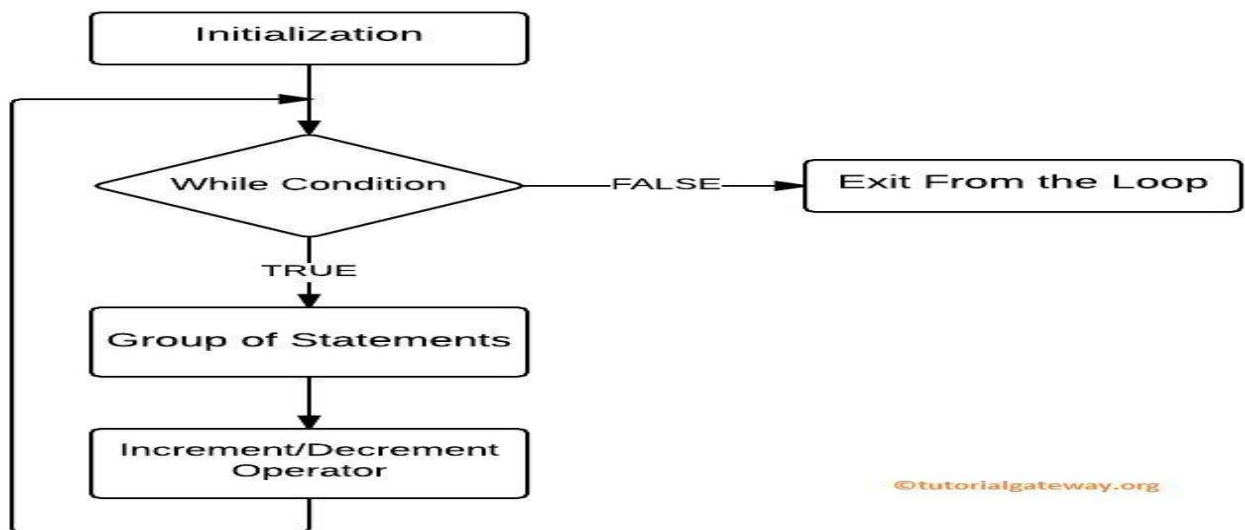 Initialization
While Condition
FALSE
Exit From the Loop
TRUE
Group of Statements
Increment/Decrement
Operator
©tutorialgateway.org